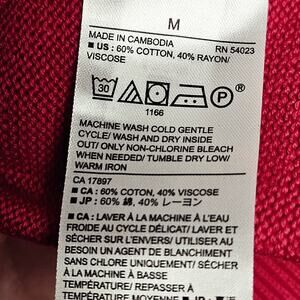 M
MADE IN CAMBODIA RN 54023
■ US : 60% COTTON, 40% RAYON/
VISCOSE
30 P ®
1166
MACHINE WASH COLD GENTLE
CYCLE/ WASH AND DRY INSIDE
OUT/ ONLY NON-CHLORINE BLEACH
WHEN NEEDED/ TUMBLE DRY LOW/
WARM IRON
CA 17897
■ CA : 60% COTON, 40% VISCOSE
■ JP : 60% 綿, 40% レーヨン
■ CA : LAVER À LA MACHINE À L'EAU
FROIDE AU CYCLE DÉLICAT/ LAVER ET
SÉCHER SUR L'ENVERS/ UTILISER AU
BESOIN UN AGENT DE BLANCHIMENT
SANS CHLORE UNIQUEMENT/ SÉCHER
À LA MACHINE À BASSE
TEMPÉRATURE/ REPASSER À
TEMPÉRATURE MOYENNE ■ JP :